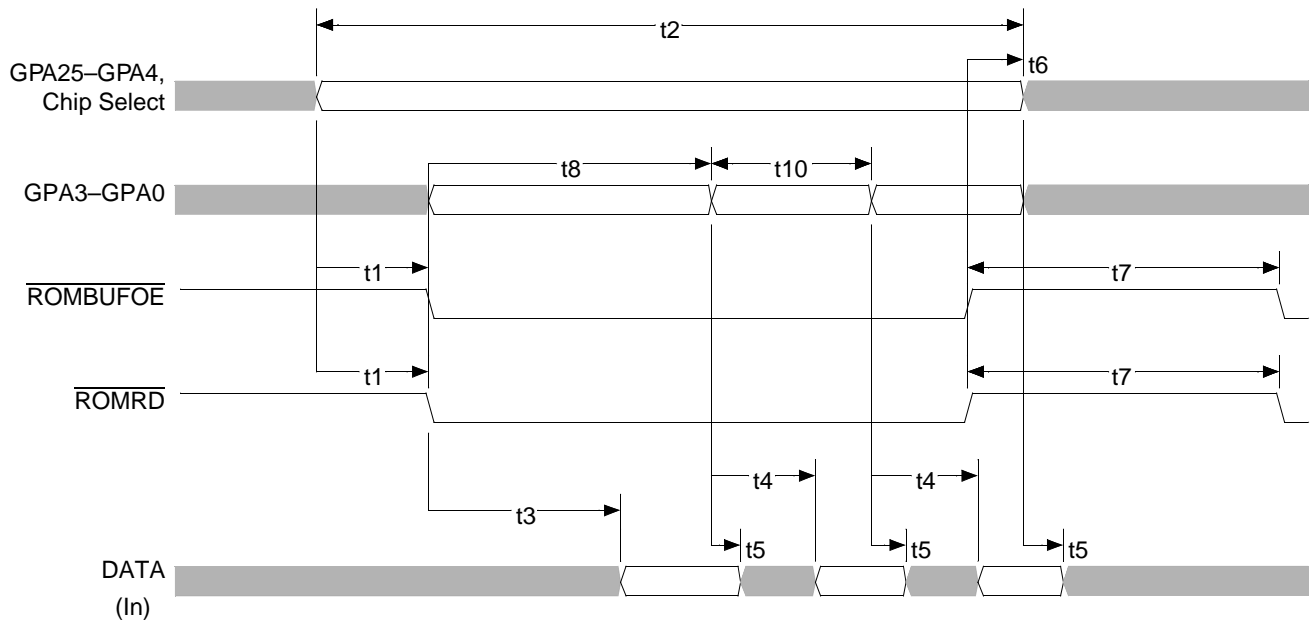 t2
GPA25–GPA4,
Chip Select
t6
t8
t10
GPA3–GPA0
t1
t7
ROMBUFOE
t1
t7
ROMRD
t4
t4
t3
t5
t5
t5
DATA
(In)